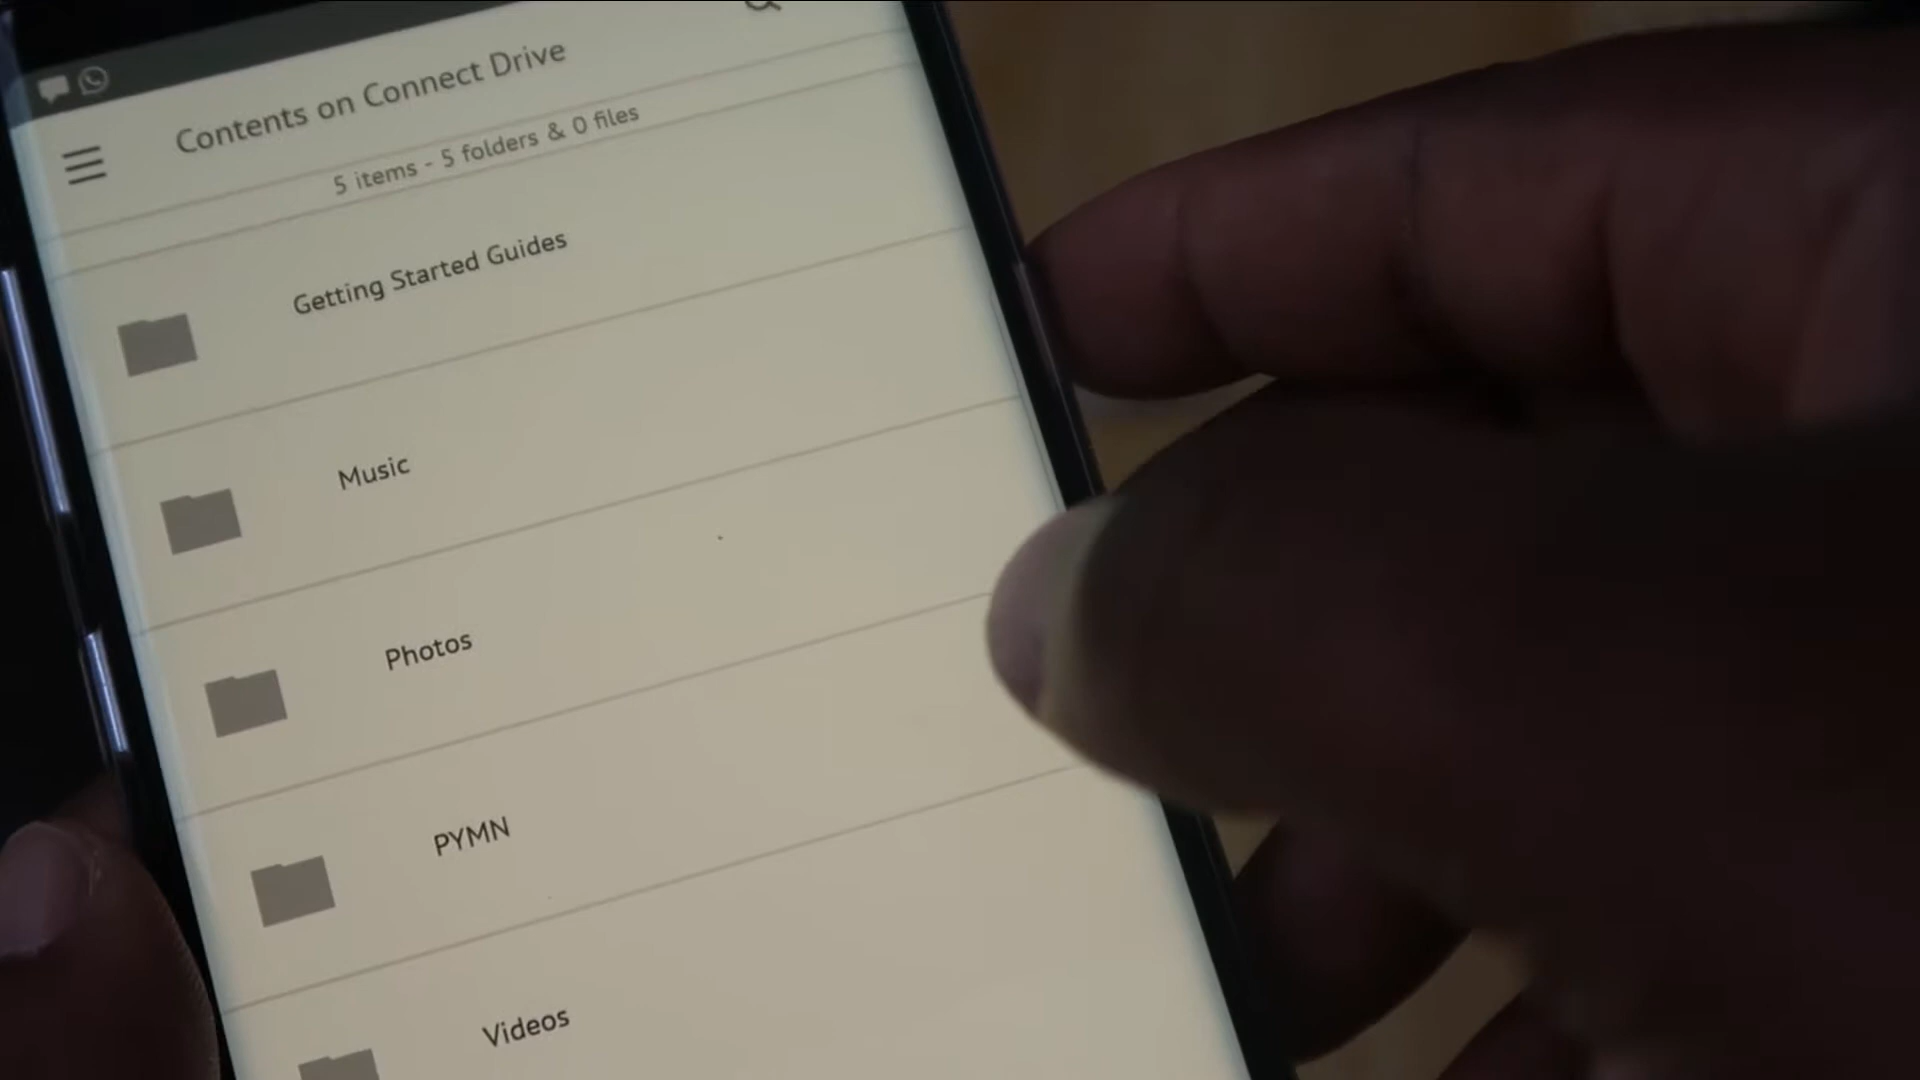 Contents on Connect Drive
5 items - 5 folders & 0 files
Getting Started Guides
Music
Photos
PYMN
Videos